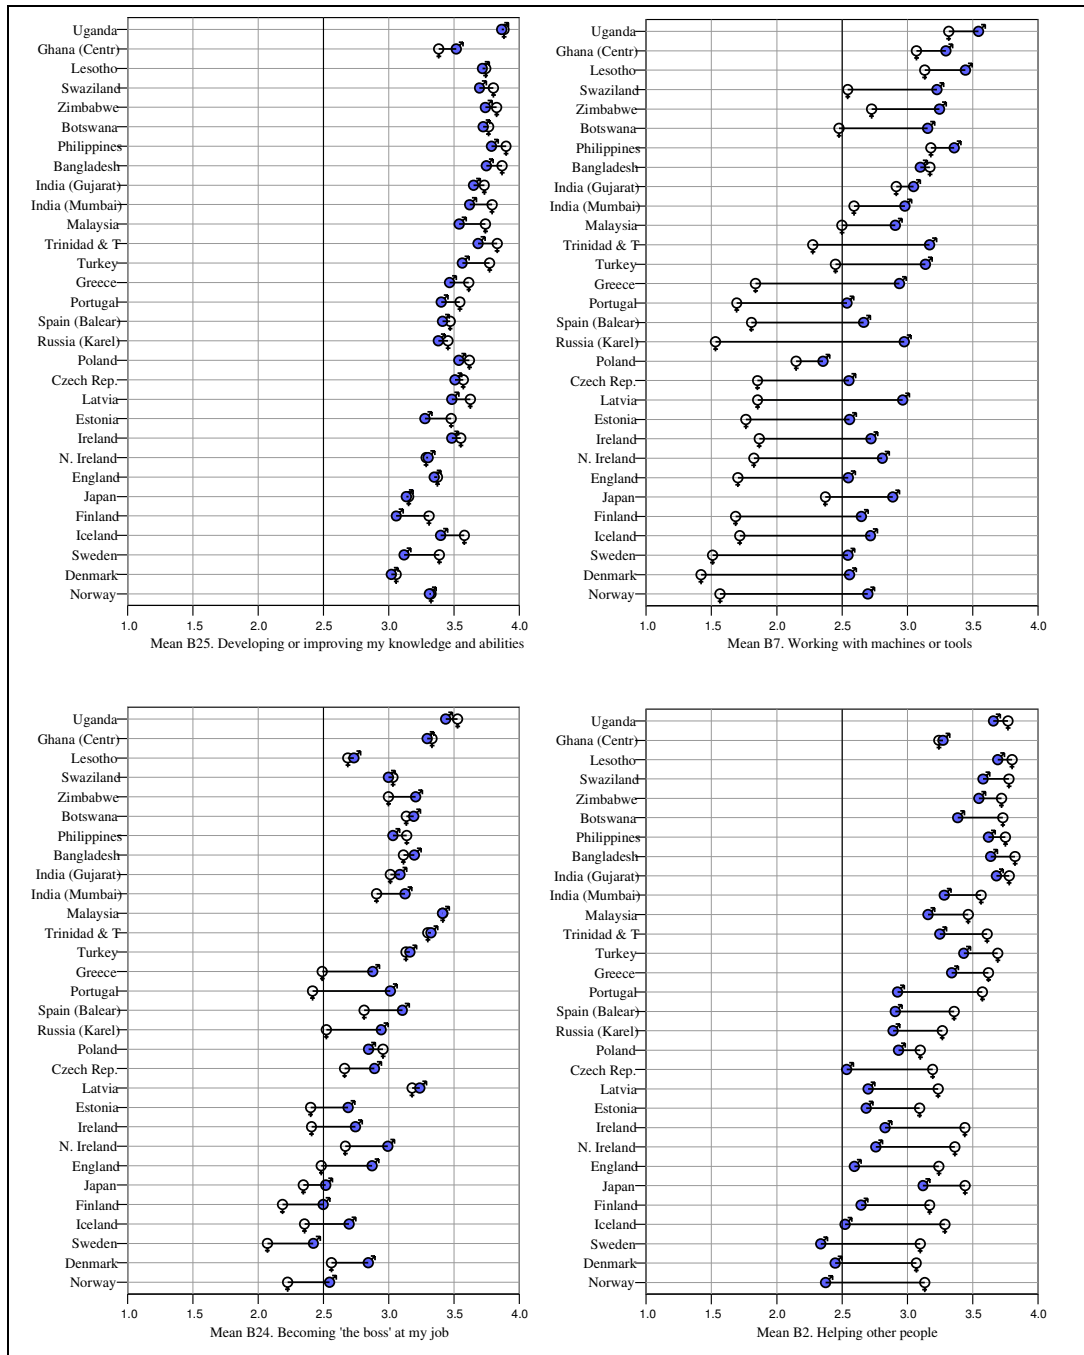 Uganda
Ghana (Centr)
Lesotho
Swaziland
Zimbabwe
Botswana
Philippines
Bangladesh
India (Gujarat)
India (Mumbai)
Malaysia
Trinidad & T
Turkey
Greece
Portugal
Spain (Balear)
Russia (Karel)
Poland
Czech Rep.
Latvia
Estonia
Ireland
N. Ireland
England
Japan
Finland
Iceland
Sweden
Denmark
Norway
1.0 1.5 2.0 2.5 3.0 3.5 4.0
Mean B25. Developing or improving my knowledge and abilities
Uganda
Ghana (Centr)
Lesotho
Swaziland
Zimbabwe
Botswana
Philippines
Bangladesh
India (Gujarat)
India (Mumbai)
Malaysia
Trinidad & T
Turkey
Greece
Portugal
Spain (Balear)
Russia (Karel)
Poland
Czech Rep.
Latvia
Estonia
Ireland
N. Ireland
England
Japan
Finland
Iceland
Sweden
Denmark
Norway
1.0 1.5 2.0 2.5 3.0 3.5 4.0
Mean B7. Working with machines or tools
Uganda
Ghana (Centr)
Lesotho
Swaziland
Zimbabwe
Botswana
Philippines
Bangladesh
India (Gujarat)
India (Mumbai)
Malaysia
Trinidad & T
Turkey
Greece
Portugal
Spain (Balear)
Russia (Karel)
Poland
Czech Rep.
Latvia
Estonia
Ireland
N. Ireland
England
Japan
Finland
Iceland
Sweden
Denmark
Norway
1.0 1.5 2.0 2.5 3.0 3.5 4.0
Mean B24. Becoming 'the boss' at my job
Uganda
Ghana (Centr)
Lesotho
Swaziland
Zimbabwe
Botswana
Philippines
Bangladesh
India (Gujarat)
India (Mumbai)
Malaysia
Trinidad & T
Turkey
Greece
Portugal
Spain (Balear)
Russia (Karel)
Poland
Czech Rep.
Latvia
Estonia
Ireland
N. Ireland
England
Japan
Finland
Iceland
Sweden
Denmark
Norway
1.0 1.5 2.0 2.5 3.0 3.5 4.0
Mean B2. Helping other people